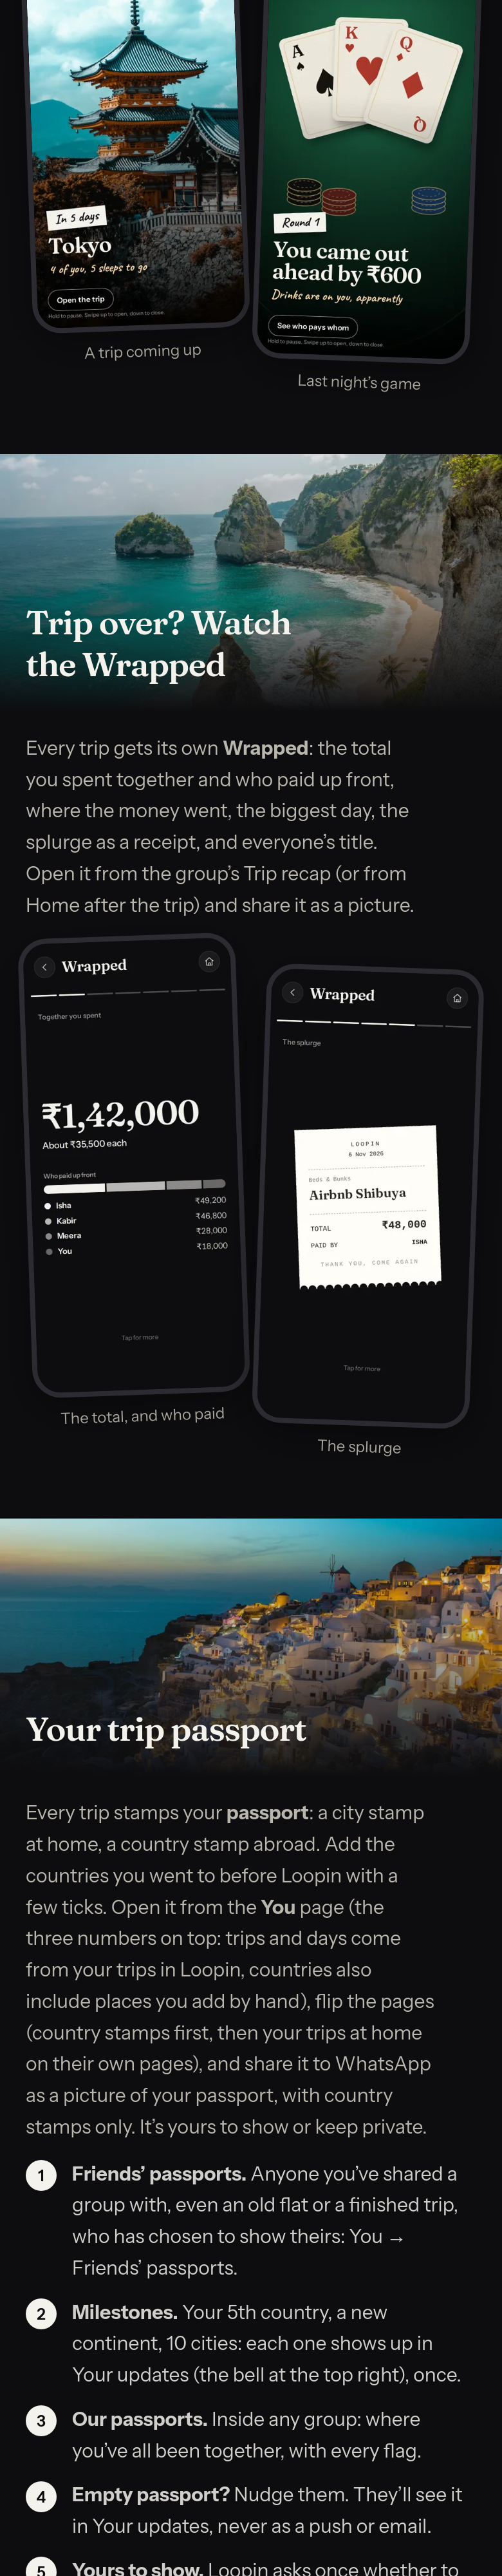 A
K
Q
Q
In 5 days
Tokyo
4 of you, 5 sleeps to go
Open the trip
Hold to pause. Swipe up to open, down to close.
A trip coming up
Round 1
You came out
ahead by ₹600
Drinks are on you, apparently
See who pays whom
Hold to pause. Swipe up to open, down to close.
Last night's game
Trip over? Watch
the Wrapped
Every trip gets its own Wrapped: the total
you spent together and who paid up front,
where the money went, the biggest day, the
splurge as a receipt, and everyone's title.
Open it from the group's Trip recap (or from
Home after the trip) and share it as a picture.
Wrapped
Together you spent
₹1,42,000
About ₹35,500 each
Who paid up front
Isha ₹49,200
Kabir ₹46,800
Meera ₹28,000
You ₹18,000
Tap for more
The total, and who paid
Wrapped
The splurge
LOOPIN
6 Nov 2026
Beds & Bunks
Airbnb Shibuya
TOTAL ₹48,000
PAID BY ISHA
THANK YOU, COME AGAIN
Tap for more
The splurge
Your trip passport
Every trip stamps your passport: a city stamp
at home, a country stamp abroad. Add the
countries you went to before Loopin with a
few ticks. Open it from the You page (the
three numbers on top: trips and days come
from your trips in Loopin, countries also
include places you add by hand), flip the pages
(country stamps first, then your trips at home
on their own pages), and share it to WhatsApp
as a picture of your passport, with country
stamps only. It's yours to show or keep private.
1 Friends' passports. Anyone you've shared a
group with, even an old flat or a finished trip,
who has chosen to show theirs: You →
Friends' passports.
2 Milestones. Your 5th country, a new
continent, 10 cities: each one shows up in
Your updates (the bell at the top right), once.
3 Our passports. Inside any group: where
you've all been together, with every flag.
4 Empty passport? Nudge them. They'll see it
in Your updates, never as a push or email.
5 Yours to show. Loopin asks once whether to